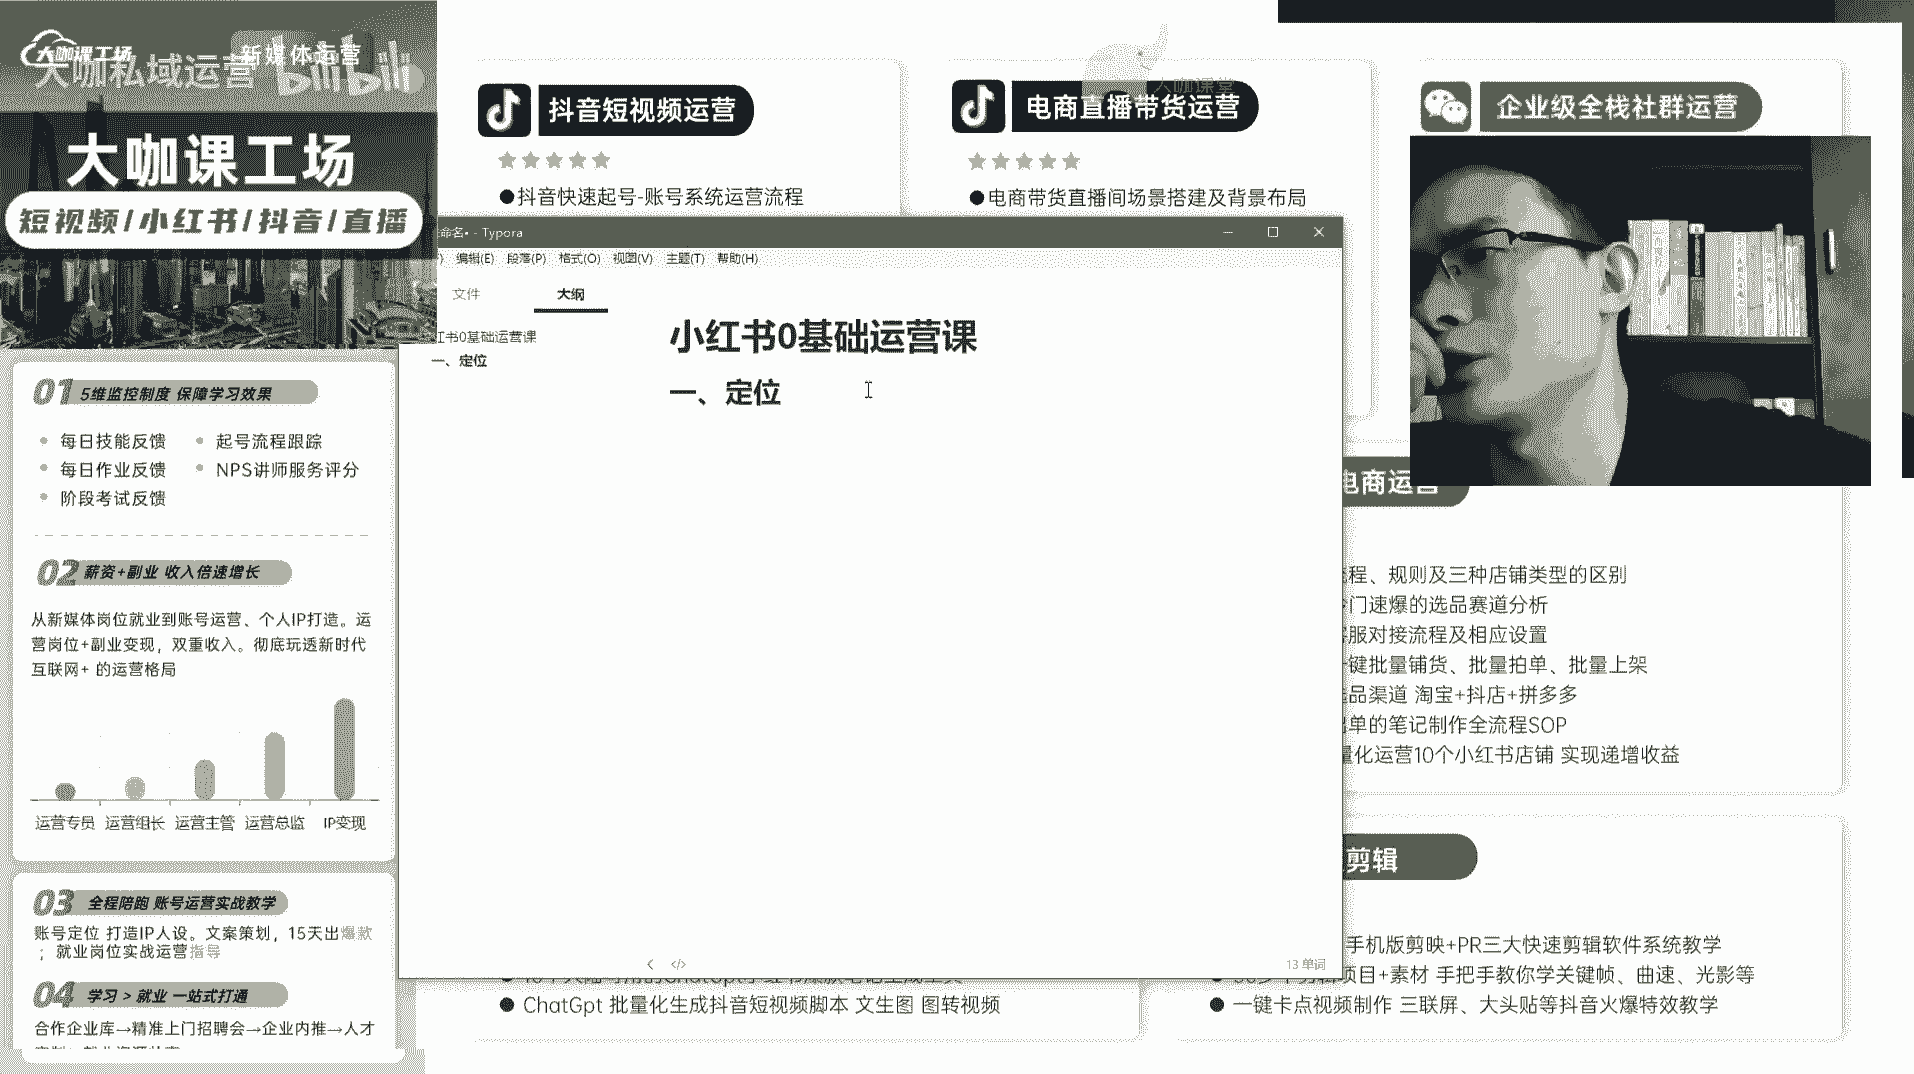 大咖课工场
新媒体运营
大咖私域运营
bilibili
大咖课工场
短视频/小红书/抖音/直播
01 5维监控制度 保障学习效果
每日技能反馈
起号流程跟踪
每日作业反馈
NPS讲师服务评分
阶段考试反馈
02 薪资+副业 收入倍速增长
从新媒体岗位就业到账号运营、个人IP打造。运
营岗位+副业变现，双重收入。彻底玩透新时代
互联网+ 的运营格局
运营专员 运营组长 运营主管 运营总监 IP变现
03 全程陪跑 账号运营实战教学
账号定位 打造IP人设。文案策划，15天出爆款
；就业岗位实战运营指导
04 学习 > 就业 一站式打通
合作企业库→精准上门招聘会→企业内推→人才
抖音短视频运营
●抖音快速起号-账号系统运营流程
大咖课堂
电商直播带货运营
●电商带货直播间场景搭建及背景布局
企业级全栈社群运营
命名• - Typora
编辑(E) 段落(P) 格式(O) 视图(V) 主题(T) 帮助(H)
文件
大纲
红书0基础运营课
一、定位
小红书0基础运营课
一、定位
</>
13 单词
电商运营
程、规则及三种店铺类型的区别
门速爆的选品赛道分析
服对接流程及相应设置
键批量铺货、批量拍单、批量上架
品渠道 淘宝+抖店+拼多多
单的笔记制作全流程SOP
量化运营10个小红书店铺 实现递增收益
剪辑
手机版剪映+PR三大快速剪辑软件系统教学
项目+素材 手把手教你学关键帧、曲速、光影等
● 一键卡点视频制作 三联屏、大头贴等抖音火爆特效教学
● ChatGpt 批量化生成抖音短视频脚本 文生图 图转视频